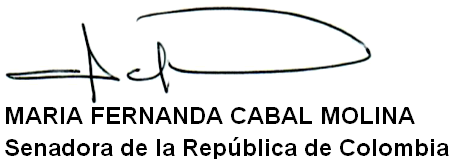 MARIA FERNANDA CABAL MOLINA
Senadora de la República de Colombia